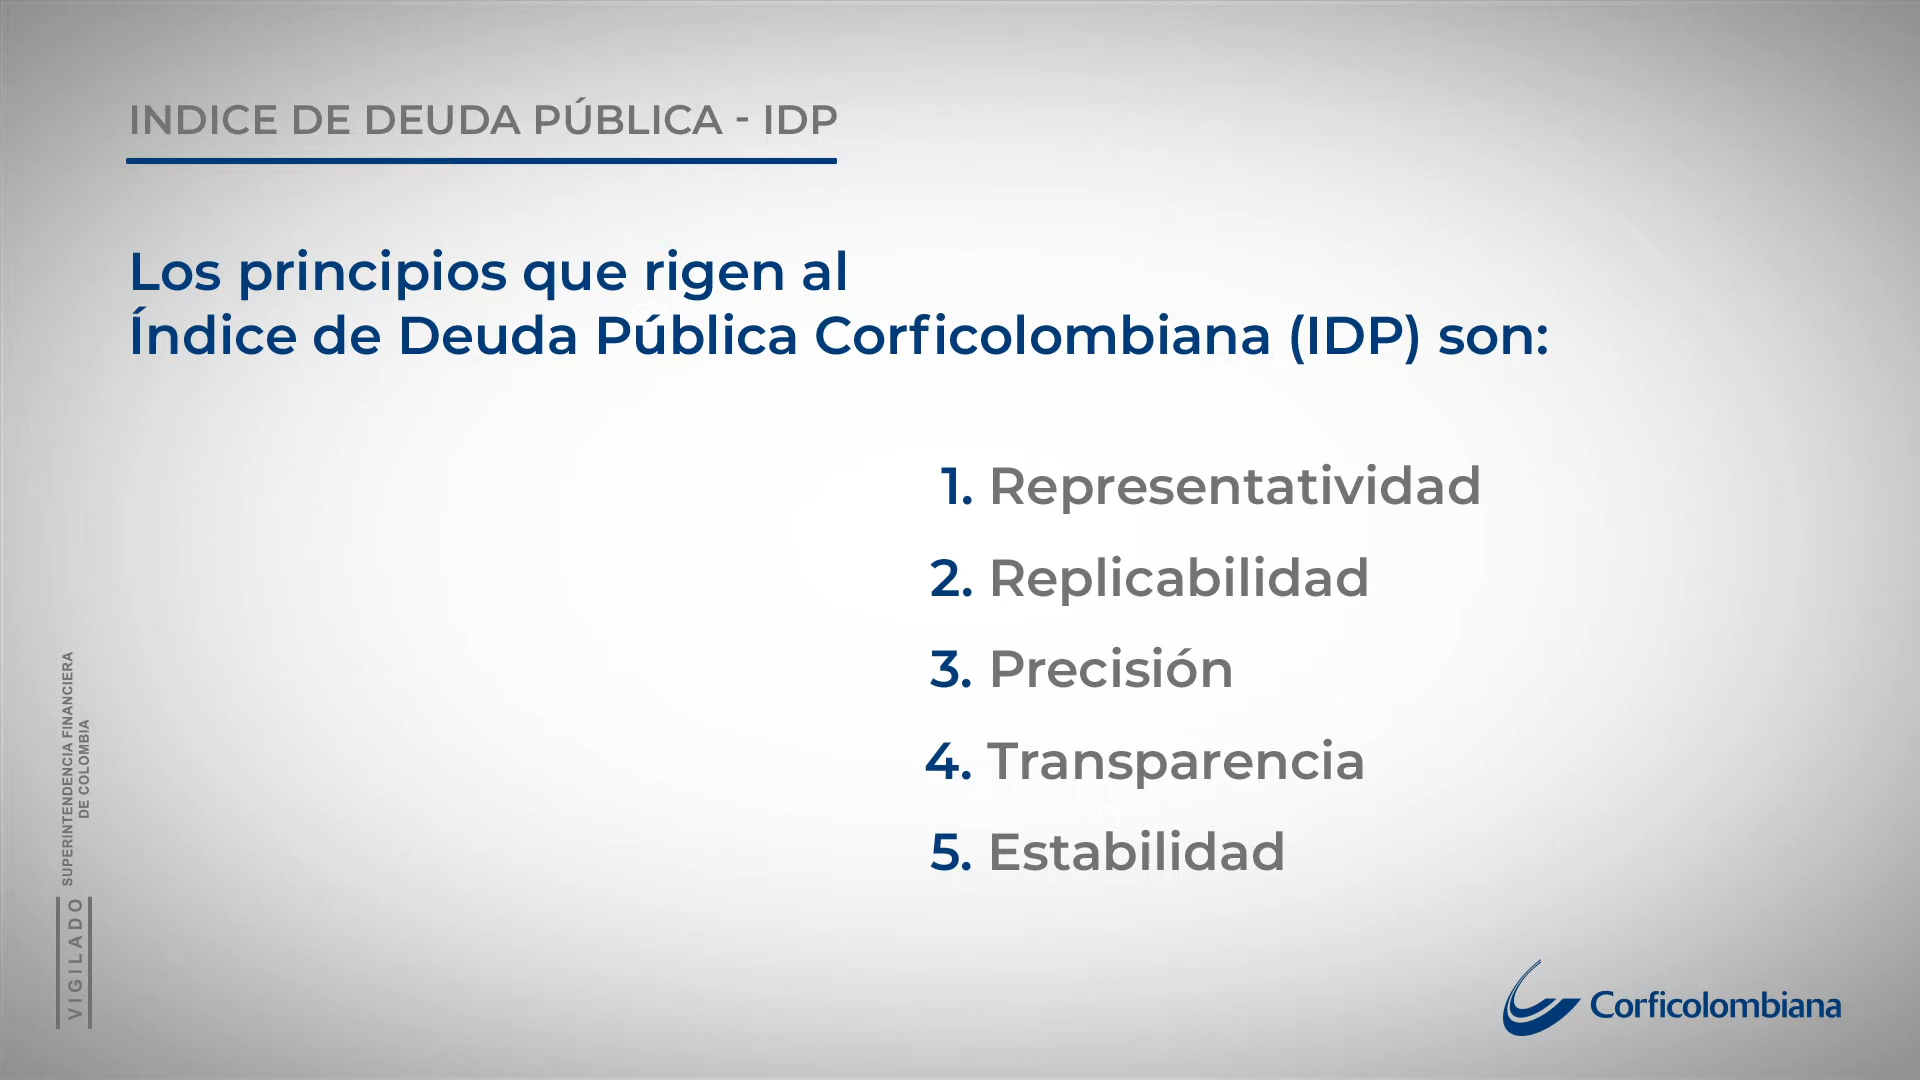 INDICE DE DEUDA PÚBLICA - IDP
Los principios que rigen al
Índice de Deuda Pública Corficolombiana (IDP) son:
1. Representatividad
2. Replicabilidad
3. Precisión
4. Transparencia
5. Estabilidad
VIGILADO
SUPERINTENDENCIA FINANCIERA
DE COLOMBIA
Corficolombiana